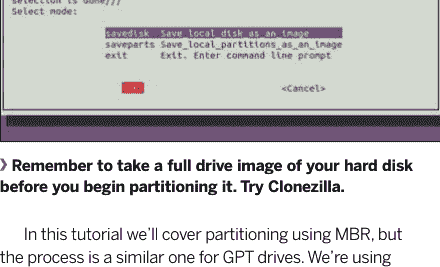 Select mode:
savedisk Save_local_disk_as_an_image
saveparts Save_local_partitions_as_an_image
exit Exit. Enter command line prompt
<Cancel>
❯ Remember to take a full drive image of your hard disk
before you begin partitioning it. Try Clonezilla.
In this tutorial we’ll cover partitioning using MBR, but
the process is a similar one for GPT drives. We’re using